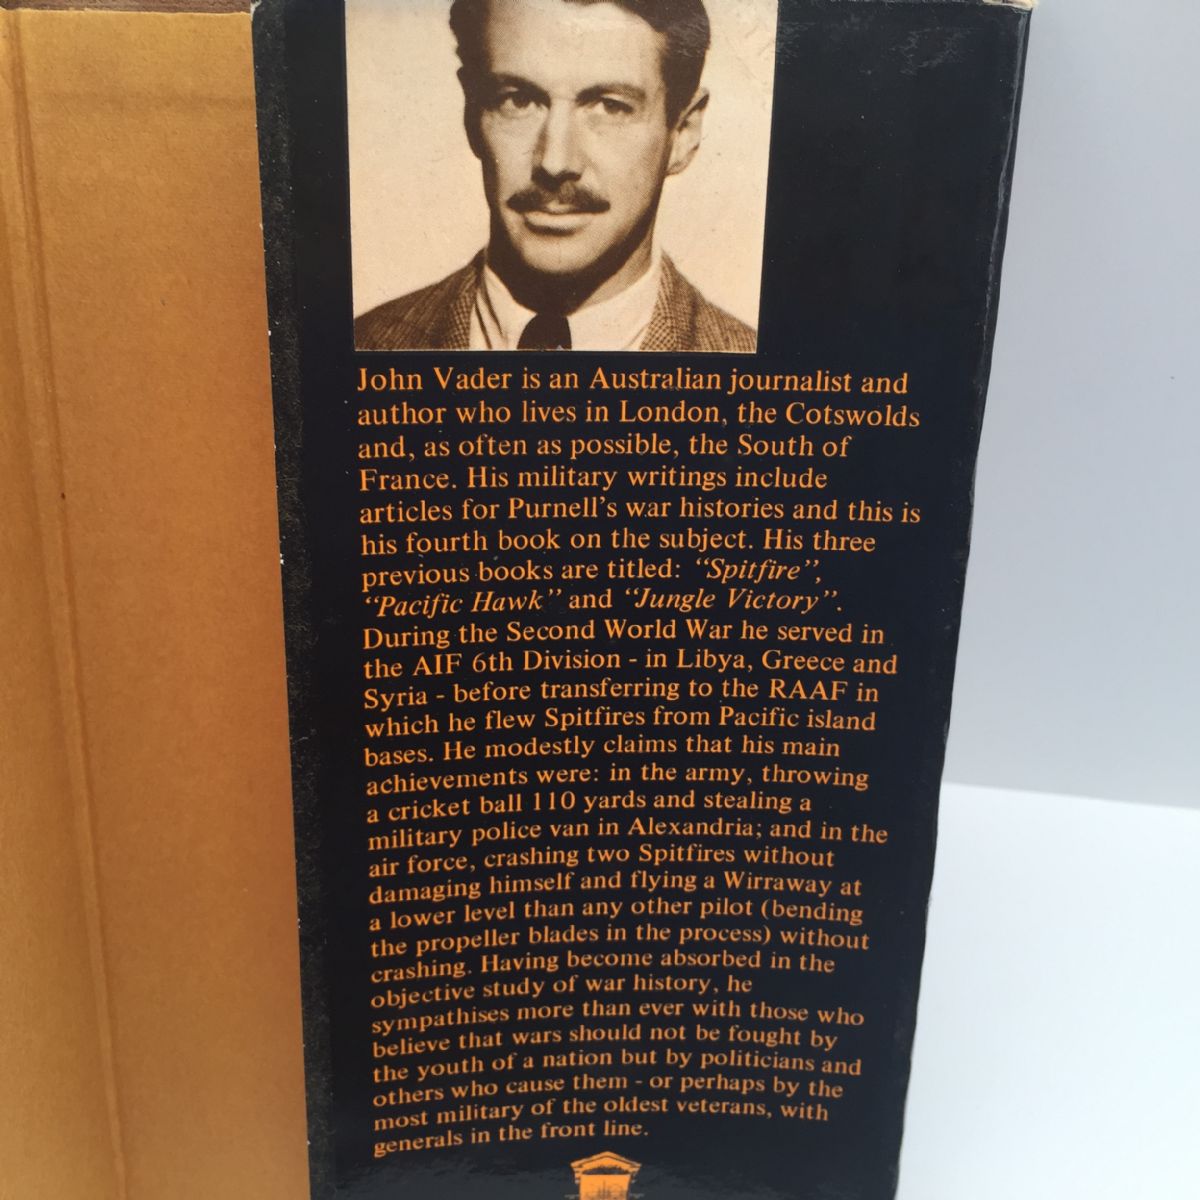 John Vader is an Australian journalist and
author who lives in London, the Cotswolds
and, as often as possible, the South of
France. His military writings include
articles for Purnell's war histories and this is
his fourth book on the subject. His three
previous books are titled: “Spitfire”,
“Pacific Hawk” and “Jungle Victory”.
During the Second World War he served in
the AIF 6th Division - in Libya, Greece and
Syria - before transferring to the RAAF in
which he flew Spitfires from Pacific island
bases. He modestly claims that his main
achievements were: in the army, throwing
a cricket ball 110 yards and stealing a
military police van in Alexandria; and in the
air force, crashing two Spitfires without
damaging himself and flying a Wirraway at
a lower level than any other pilot (bending
the propeller blades in the process) without
crashing. Having become absorbed in the
objective study of war history, he
sympathises more than ever with those who
believe that wars should not be fought by
the youth of a nation but by politicians and
others who cause them - or perhaps by the
most military of the oldest veterans, with
generals in the front line.